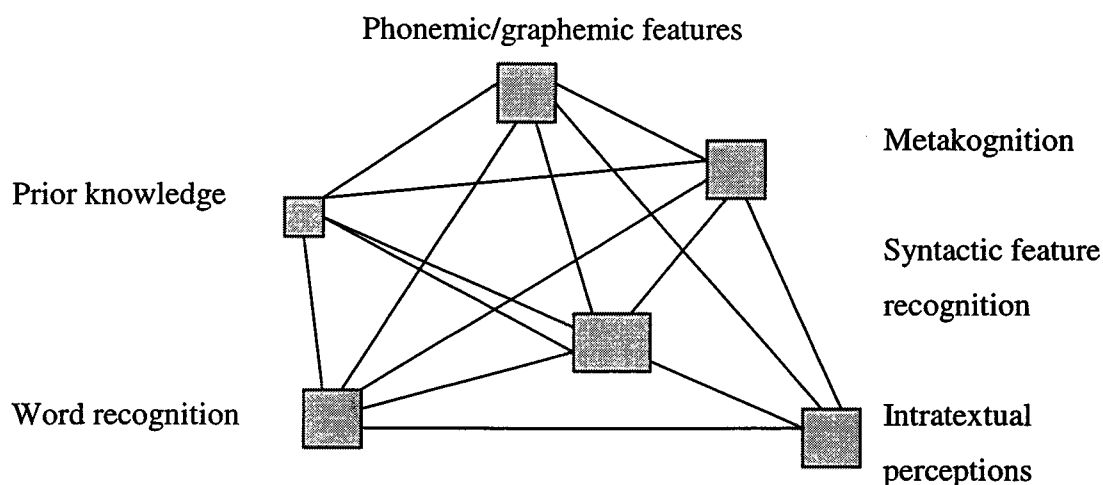 Phonemic/graphemic features
Metakognition
Prior knowledge
Syntactic feature
recognition
Word recognition
Intratextual
perceptions